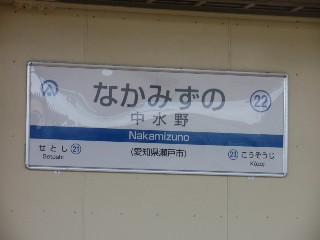 なかみずの 22
中水野
Nakamizuno
せとし 21 (愛知県瀬戸市) 23 こうぞうじ
Setoshi Kōzōji